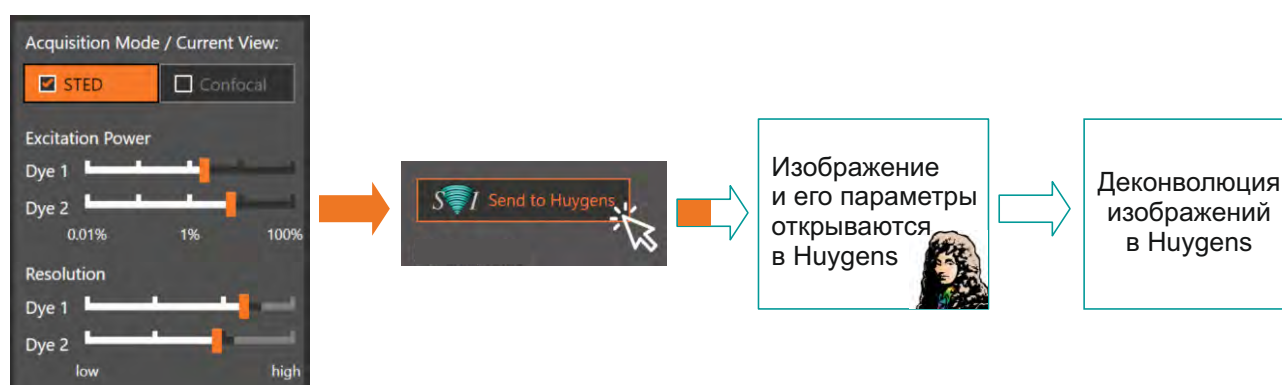 Acquisition Mode / Current View:
STED
Confocal
Excitation Power
Dye 1
Dye 2
0.01% 1% 100%
Resolution
Dye 1
Dye 2
low high
SVI Send to Huygens
Изображение
и его параметры
открываются
в Huygens
Деконволюция
изображений
в Huygens